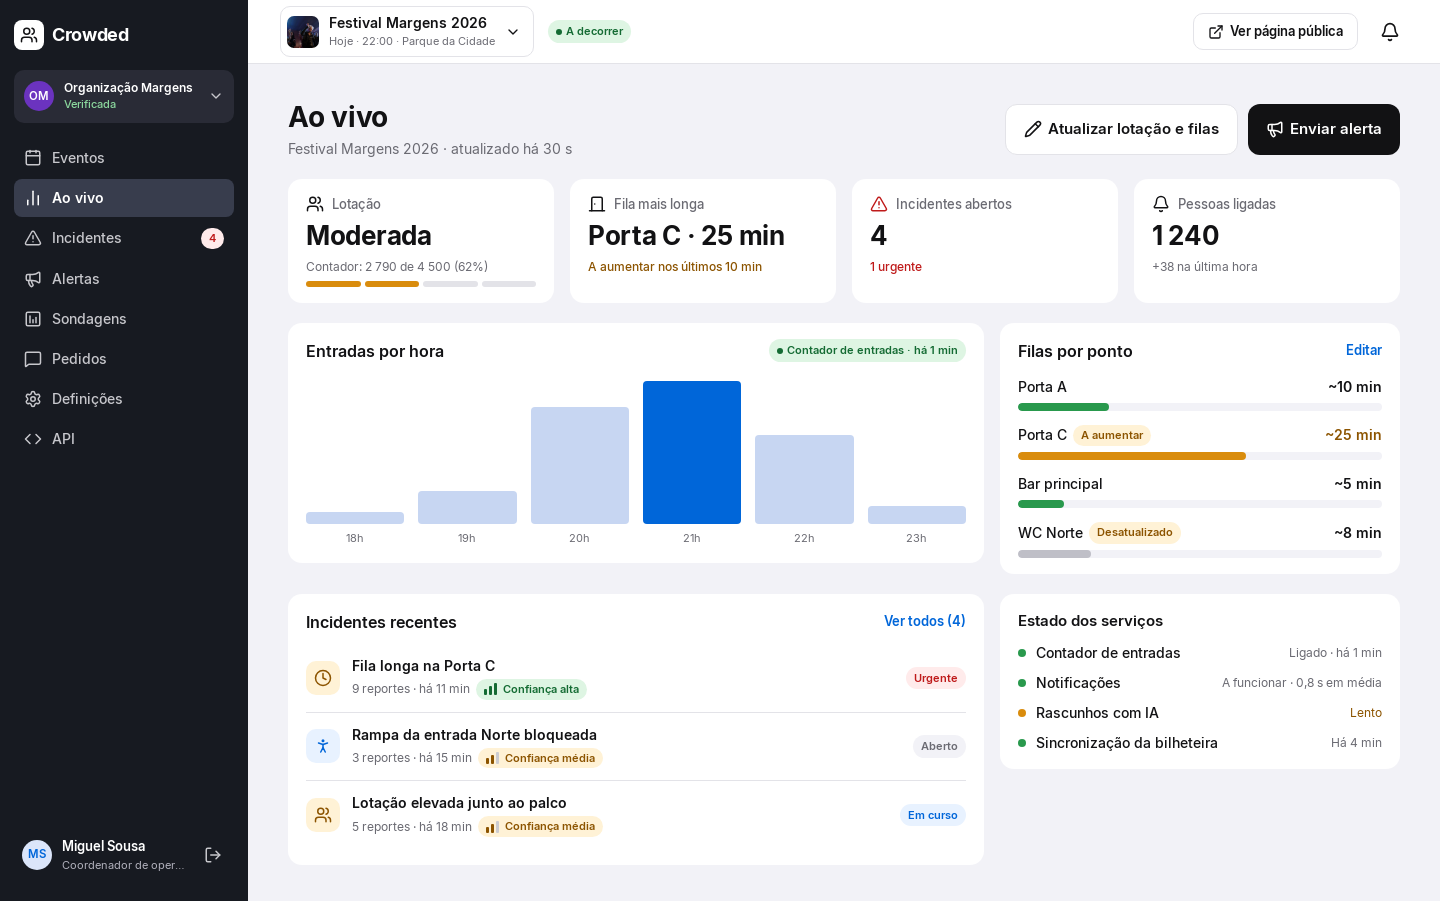 Crowded
OM
Organização Margens
Verificada
Eventos
Ao vivo
Incidentes
4
Alertas
Sondagens
Pedidos
Definições
API
MS
Miguel Sousa
Coordenador de oper...
Festival Margens 2026
Hoje · 22:00 · Parque da Cidade
A decorrer
Ver página pública
Ao vivo
Festival Margens 2026 · atualizado há 30 s
Atualizar lotação e filas
Enviar alerta
Lotação
Moderada
Contador: 2 790 de 4 500 (62%)
Fila mais longa
Porta C · 25 min
A aumentar nos últimos 10 min
Incidentes abertos
4
1 urgente
Pessoas ligadas
1 240
+38 na última hora
Entradas por hora
Contador de entradas · há 1 min
18h
19h
20h
21h
22h
23h
Filas por ponto
Editar
Porta A
~10 min
Porta C
A aumentar
~25 min
Bar principal
~5 min
WC Norte
Desatualizado
~8 min
Incidentes recentes
Ver todos (4)
Fila longa na Porta C
9 reportes · há 11 min
Confiança alta
Urgente
Rampa da entrada Norte bloqueada
3 reportes · há 15 min
Confiança média
Aberto
Lotação elevada junto ao palco
5 reportes · há 18 min
Confiança média
Em curso
Estado dos serviços
Contador de entradas
Ligado · há 1 min
Notificações
A funcionar · 0,8 s em média
Rascunhos com IA
Lento
Sincronização da bilheteira
Há 4 min